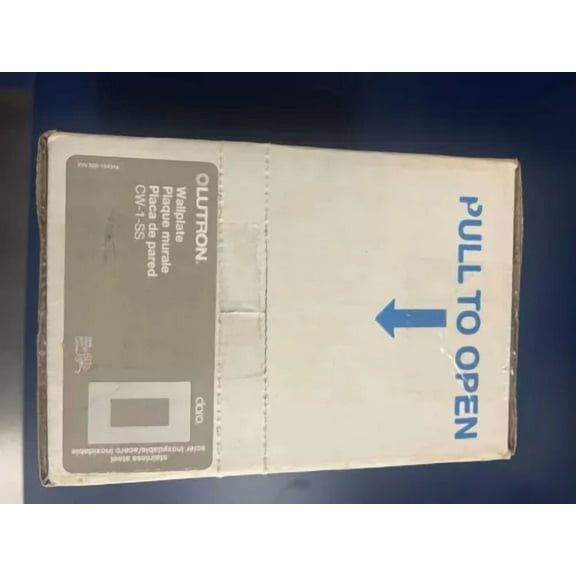 LUTRON.
Wallplate
Plaque murale
Placa de pared
CW-1-SS
claro
stainless steel
acier inoxydable/acero inoxidable
PULL TO OPEN